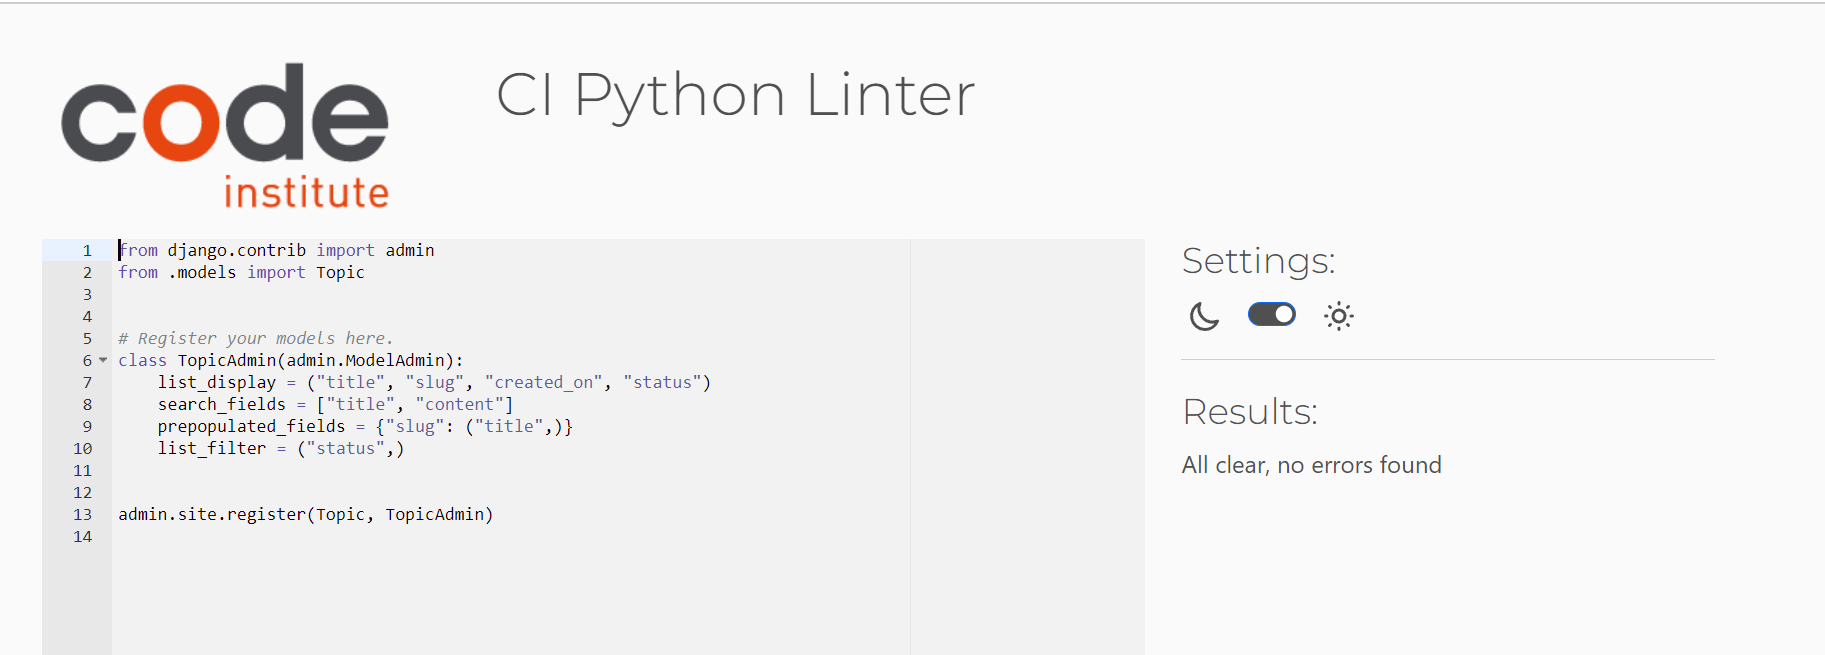 code
institute
CI Python Linter
1 from django.contrib import admin
2 from .models import Topic
3
4
5 # Register your models here.
6 class TopicAdmin(admin.ModelAdmin):
7     list_display = ("title", "slug", "created_on", "status")
8     search_fields = ["title", "content"]
9     prepopulated_fields = {"slug": ("title",)}
10     list_filter = ("status",)
11
12
13 admin.site.register(Topic, TopicAdmin)
14
Settings:
Results:
All clear, no errors found